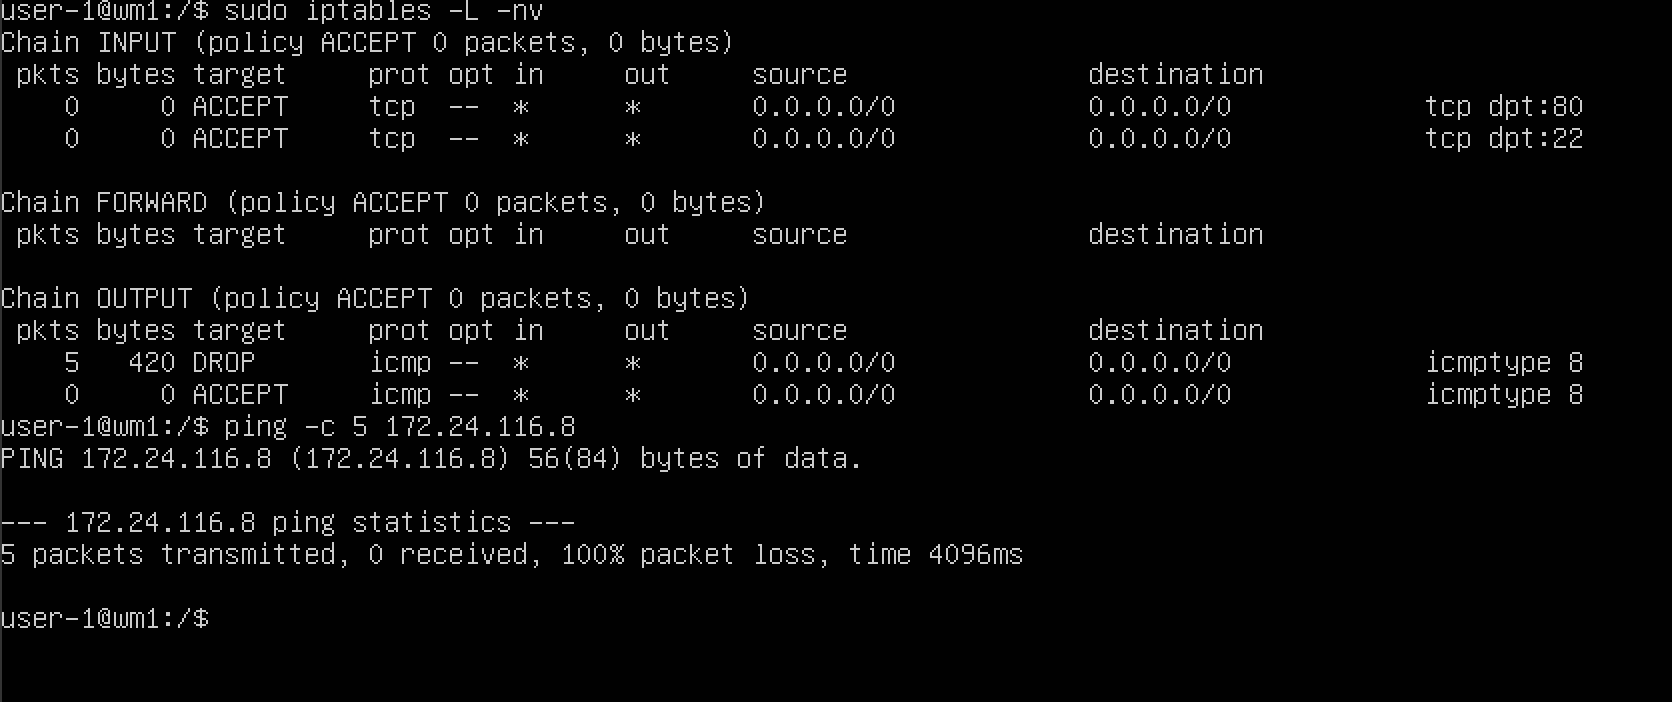 user-1@wm1:/$ sudo iptables -L -nv
Chain INPUT (policy ACCEPT 0 packets, 0 bytes)
 pkts bytes target     prot opt in     out     source               destination
    0     0 ACCEPT     tcp  --  *      *       0.0.0.0/0            0.0.0.0/0            tcp dpt:80
    0     0 ACCEPT     tcp  --  *      *       0.0.0.0/0            0.0.0.0/0            tcp dpt:22

Chain FORWARD (policy ACCEPT 0 packets, 0 bytes)
 pkts bytes target     prot opt in     out     source               destination

Chain OUTPUT (policy ACCEPT 0 packets, 0 bytes)
 pkts bytes target     prot opt in     out     source               destination
    5   420 DROP       icmp --  *      *       0.0.0.0/0            0.0.0.0/0            icmptype 8
    0     0 ACCEPT     icmp --  *      *       0.0.0.0/0            0.0.0.0/0            icmptype 8
user-1@wm1:/$ ping -c 5 172.24.116.8
PING 172.24.116.8 (172.24.116.8) 56(84) bytes of data.

--- 172.24.116.8 ping statistics ---
5 packets transmitted, 0 received, 100% packet loss, time 4096ms

user-1@wm1:/$